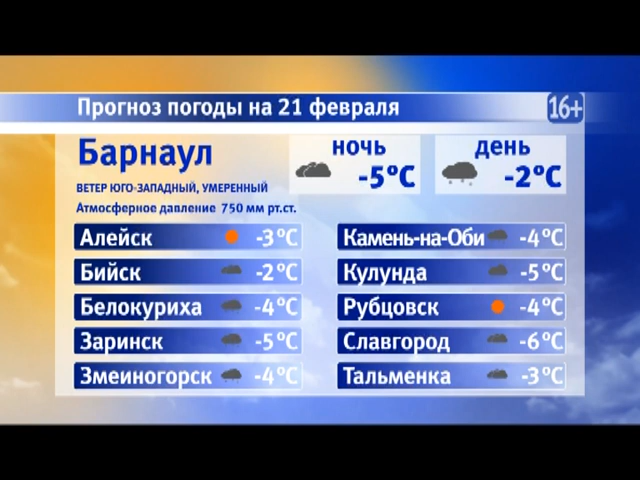 Прогноз погоды на 21 февраля 16+
Барнаул
ночь -5°C
день -2°C
ВЕТЕР ЮГО-ЗАПАДНЫЙ, УМЕРЕННЫЙ
Атмосферное давление 750 мм рт.ст.
Алейск -3°C
Бийск -2°C
Белокуриха -4°C
Заринск -5°C
Змеиногорск -4°C
Камень-на-Оби -4°C
Кулунда -5°C
Рубцовск -4°C
Славгород -6°C
Тальменка -3°C